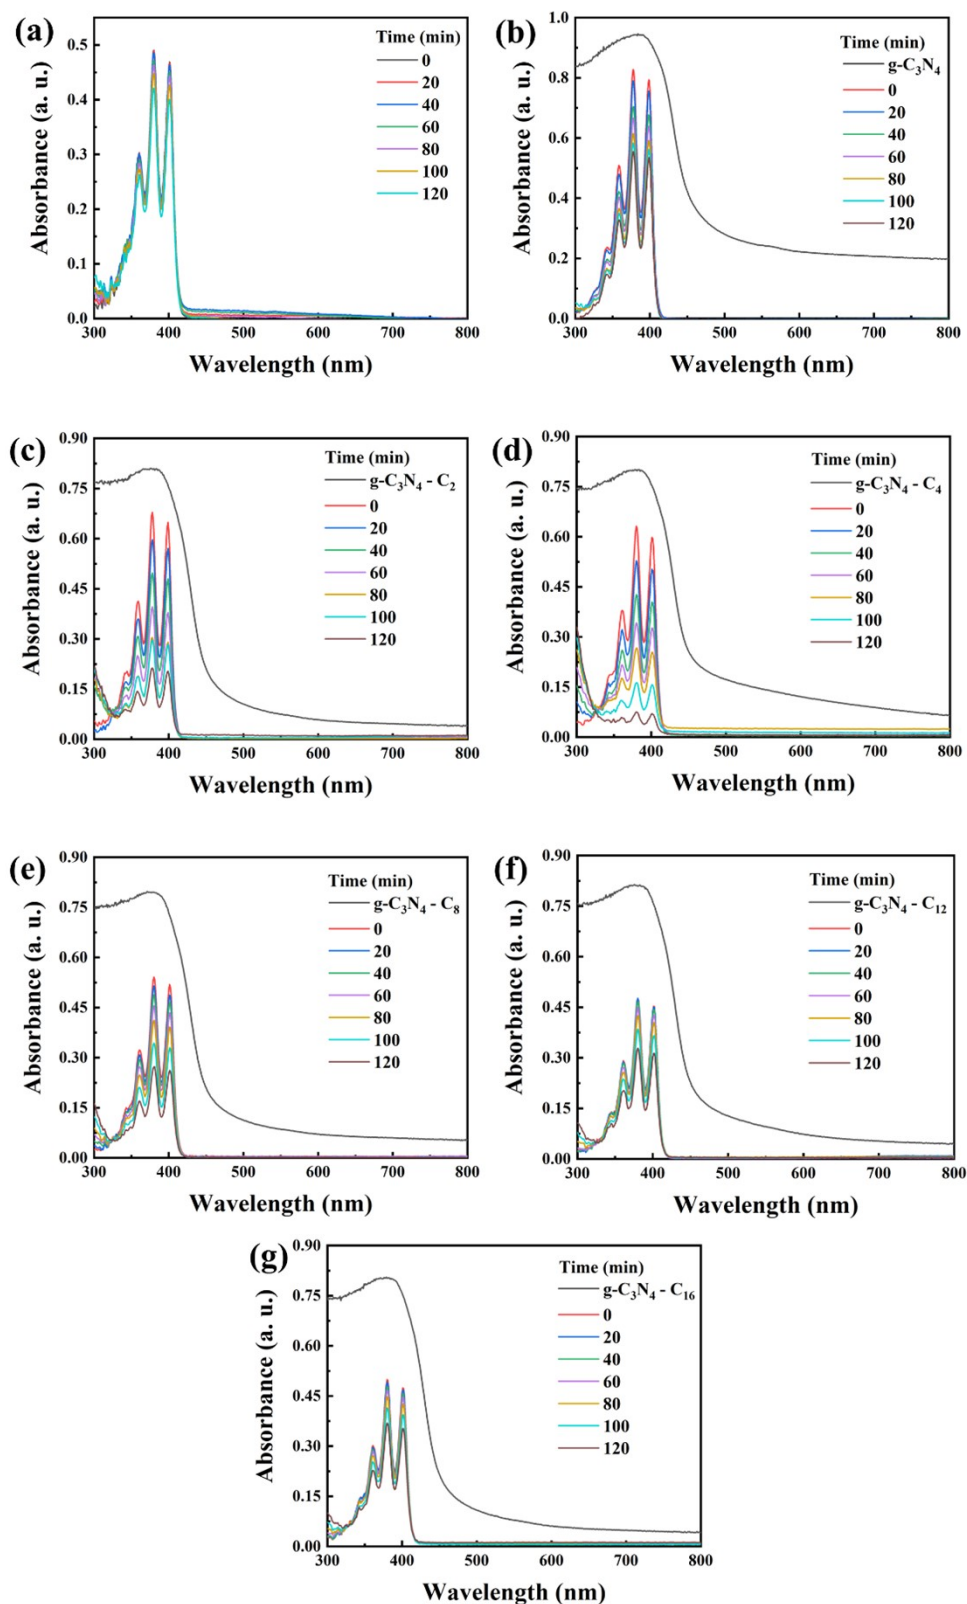 (a)
Time (min)
0
20
40
60
80
100
120
0.5
0.4
0.3
0.2
0.1
0.0
300 400 500 600 700 800
Absorbance (a. u.)
Wavelength (nm)
(b)
Time (min)
g-C₃N₄
0
20
40
60
80
100
120
1.0
0.8
0.6
0.4
0.2
0.0
300 400 500 600 700 800
Absorbance (a. u.)
Wavelength (nm)
(c)
Time (min)
g-C₃N₄ - C₂
0
20
40
60
80
100
120
0.90
0.75
0.60
0.45
0.30
0.15
0.00
300 400 500 600 700 800
Absorbance (a. u.)
Wavelength (nm)
(d)
Time (min)
g-C₃N₄ - C₄
0
20
40
60
80
100
120
0.90
0.75
0.60
0.45
0.30
0.15
0.00
300 400 500 600 700 800
Absorbance (a. u.)
Wavelength (nm)
(e)
Time (min)
g-C₃N₄ - C₈
0
20
40
60
80
100
120
0.90
0.75
0.60
0.45
0.30
0.15
0.00
300 400 500 600 700 800
Absorbance (a. u.)
Wavelength (nm)
(f)
Time (min)
g-C₃N₄ - C₁₂
0
20
40
60
80
100
120
0.90
0.75
0.60
0.45
0.30
0.15
0.00
300 400 500 600 700 800
Absorbance (a. u.)
Wavelength (nm)
(g)
Time (min)
g-C₃N₄ - C₁₆
0
20
40
60
80
100
120
0.90
0.75
0.60
0.45
0.30
0.15
0.00
300 400 500 600 700 800
Absorbance (a. u.)
Wavelength (nm)